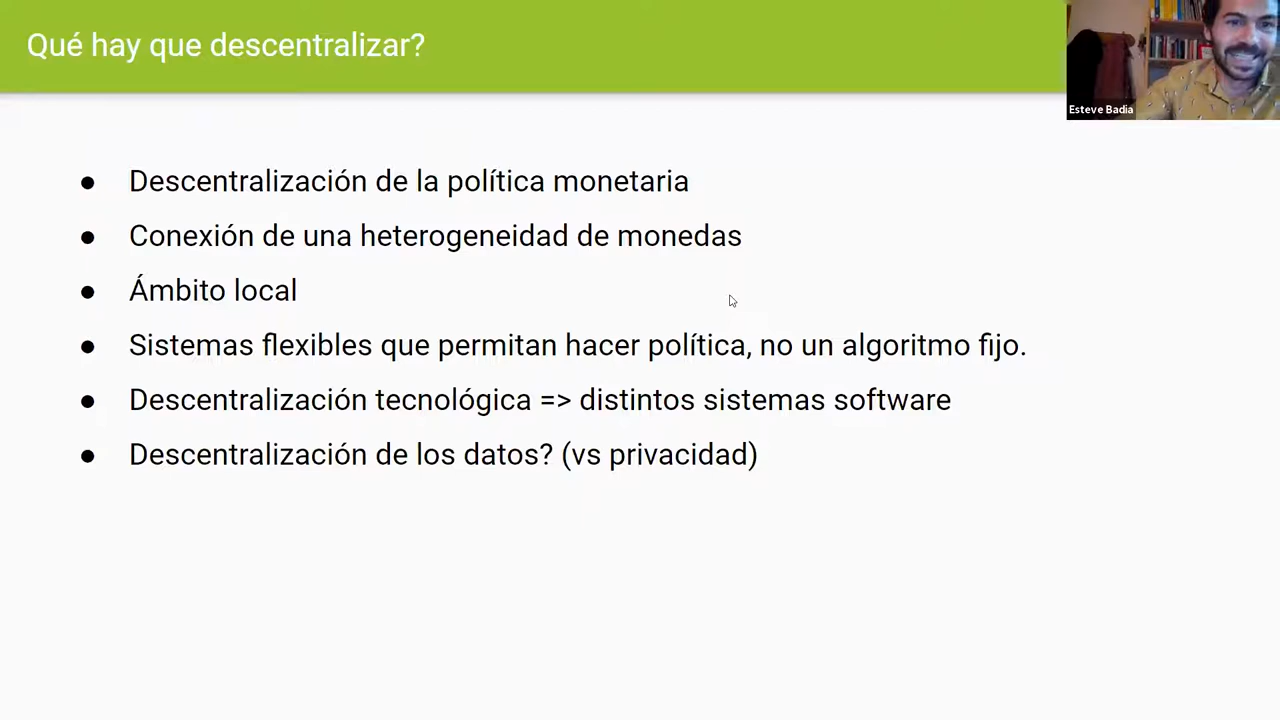 Qué hay que descentralizar?
Esteve Badia
● Descentralización de la política monetaria
● Conexión de una heterogeneidad de monedas
● Ámbito local
● Sistemas flexibles que permitan hacer política, no un algoritmo fijo.
● Descentralización tecnológica => distintos sistemas software
● Descentralización de los datos? (vs privacidad)